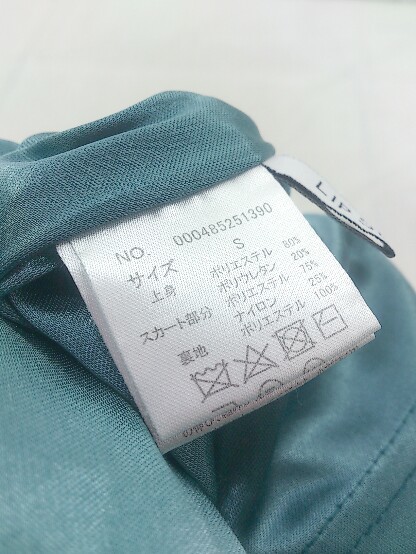 NO. 000485251390
サイズ S
上身 ポリエステル 80%
ポリウレタン 20%
スカート部分 ポリエステル 75%
ナイロン 25%
裏地 ポリエステル 100%